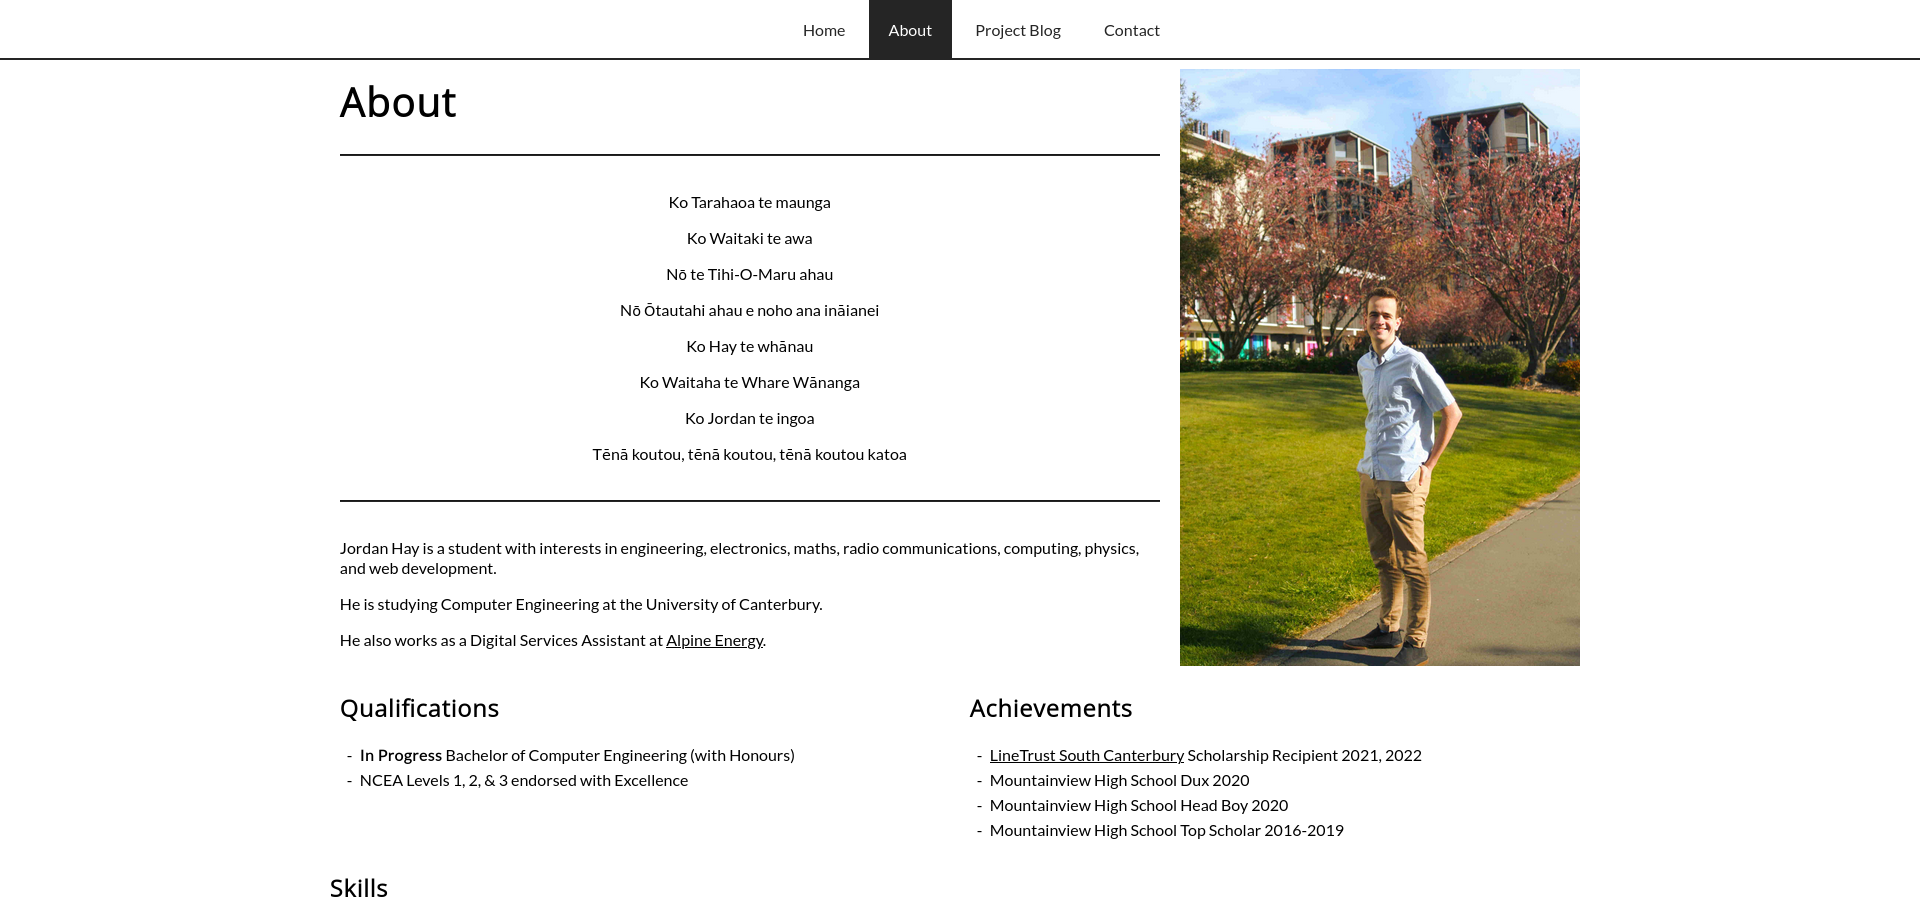 Home
About
Project Blog
Contact
About
Ko Tarahaoa te maunga
Ko Waitaki te awa
Nō te Tihi-O-Maru ahau
Nō Ōtautahi ahau e noho ana ināianei
Ko Hay te whānau
Ko Waitaha te Whare Wānanga
Ko Jordan te ingoa
Tēnā koutou, tēnā koutou, tēnā koutou katoa
Jordan Hay is a student with interests in engineering, electronics, maths, radio communications, computing, physics,
and web development.
He is studying Computer Engineering at the University of Canterbury.
He also works as a Digital Services Assistant at Alpine Energy.
Qualifications
- In Progress Bachelor of Computer Engineering (with Honours)
- NCEA Levels 1, 2, & 3 endorsed with Excellence
Achievements
- LineTrust South Canterbury Scholarship Recipient 2021, 2022
- Mountainview High School Dux 2020
- Mountainview High School Head Boy 2020
- Mountainview High School Top Scholar 2016-2019
Skills